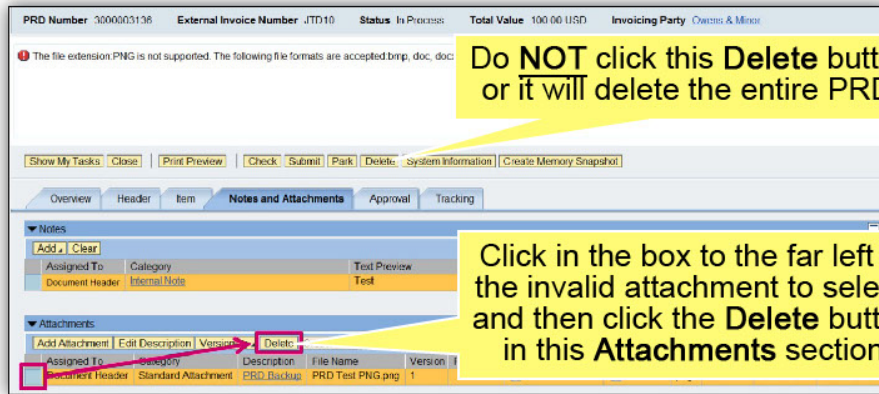 PRD Number 3000003136 External Invoice Number JTD10 Status In Process Total Value 100.00 USD Invoicing Party Owens & Minor
The file extension:PNG is not supported. The following file formats are accepted:bmp, doc, doc
Do NOT click this Delete butt
or it will delete the entire PRD
Show My Tasks Close Print Preview Check Submit Park Delete System Information Create Memory Snapshot
Overview Header Item Notes and Attachments Approval Tracking
Notes
Add Clear
Assigned To Category Text Preview
Document Header Internal Note Test
Click in the box to the far left
the invalid attachment to sele
and then click the Delete butt
in this Attachments section
Attachments
Add Attachment Edit Description Version Delete
Assigned To Category Description File Name Version
Document Header Standard Attachment PRD Backup PRD Test PNG.png 1